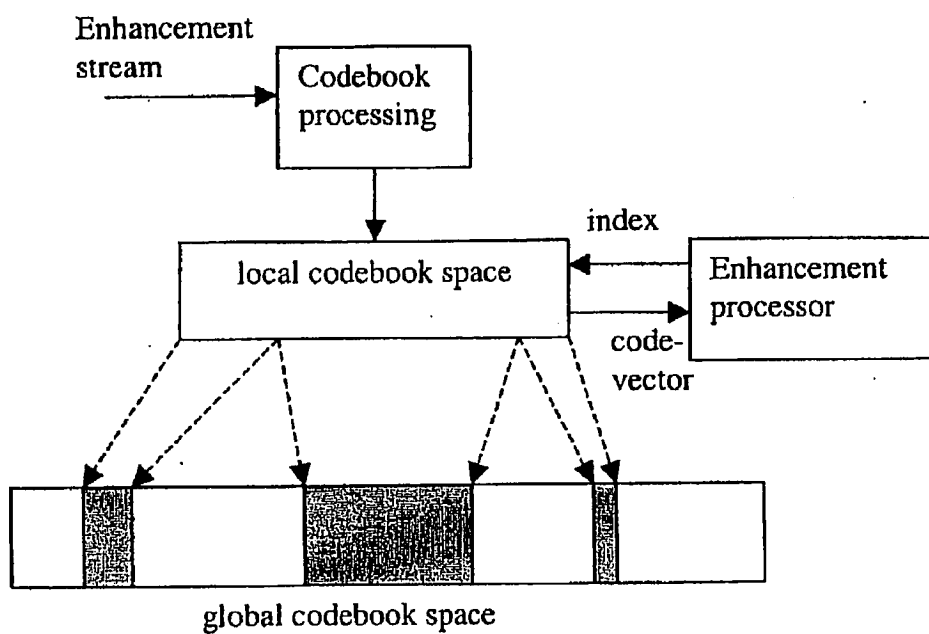 Enhancement
stream
Codebook
processing
index
local codebook space
Enhancement
processor
code-
vector
global codebook space